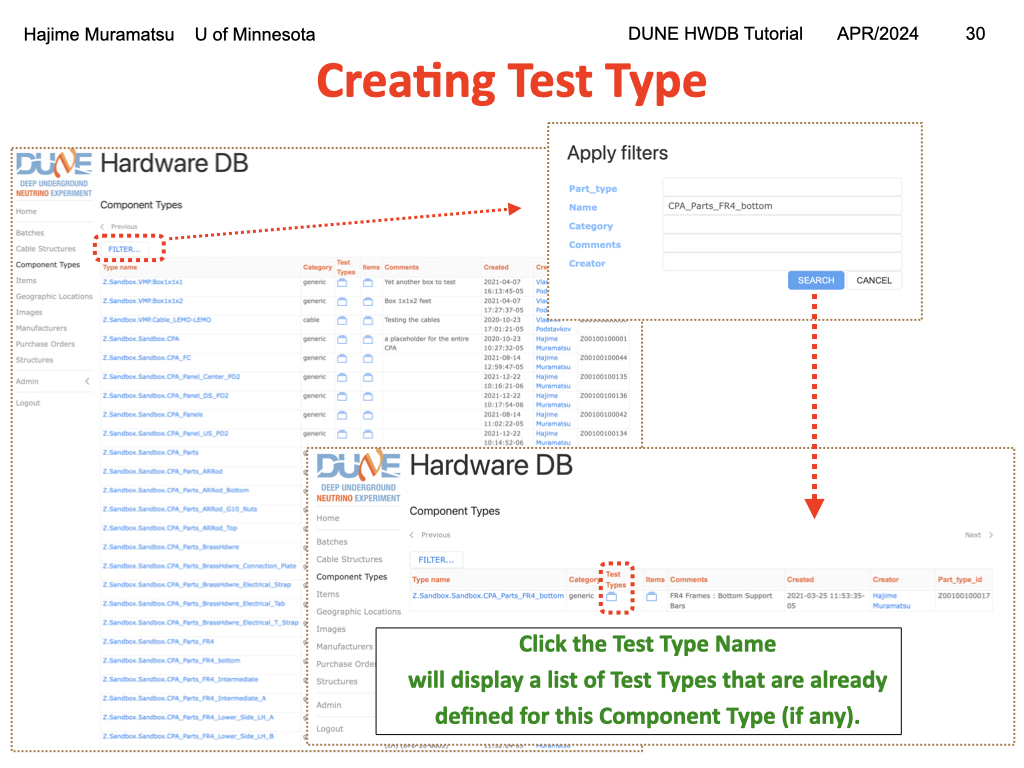 Hajime Muramatsu U of Minnesota DUNE HWDB Tutorial APR/2024 30
Creating Test Type
DUNE
DEEP UNDERGROUND
NEUTRINO EXPERIMENT
Hardware DB
Home
Batches
Cable Structures
Component Types
Items
Geographic Locations
Images
Manufacturers
Purchase Orders
Structures
Admin
Logout
Component Types
Previous
FILTER...
Type name Category Test Types Items Comments Created
Z.Sandbox.VMP.Box1x1x1 generic Yet another box to test 2021-04-07
16:13:45-05
Z.Sandbox.VMP.Box1x1x2 generic Box 1x1x2 feet 2021-04-07
17:27:37-05
Z.Sandbox.VMP.Cable_LEMO-LEMO cable Testing the cables 2020-10-23
17:01:21-05 Podstavkov
Z.Sandbox.Sandbox.CPA generic a placeholder for the entire 2020-10-23 Hajime Z00100100001
CPA 10:27:32-05 Muramatsu
Z.Sandbox.Sandbox.CPA_FC generic 2021-08-14 Hajime Z00100100044
12:59:47-05 Muramatsu
Z.Sandbox.Sandbox.CPA_Panel_Center_PD2 generic 2021-12-22 Hajime Z00100100135
10:16:21-06 Muramatsu
Z.Sandbox.Sandbox.CPA_Panel_DS_PD2 generic 2021-12-22 Hajime Z00100100136
10:17:54-06 Muramatsu
Z.Sandbox.Sandbox.CPA_Panels generic 2021-08-14 Hajime Z00100100042
11:02:22-05 Muramatsu
Z.Sandbox.Sandbox.CPA_Panel_US_PD2 generic 2021-12-22 Hajime Z00100100134
10:14:52-06 Muramatsu
Z.Sandbox.Sandbox.CPA_Parts
Z.Sandbox.Sandbox.CPA_Parts_ARRod
Z.Sandbox.Sandbox.CPA_Parts_ARRod_Bottom
Z.Sandbox.Sandbox.CPA_Parts_ARRod_G10_Nuts
Z.Sandbox.Sandbox.CPA_Parts_ARRod_Top
Z.Sandbox.Sandbox.CPA_Parts_BrassHdwre
Z.Sandbox.Sandbox.CPA_Parts_BrassHdwre_Connection_Plate
Z.Sandbox.Sandbox.CPA_Parts_BrassHdwre_Electrical_Strap
Z.Sandbox.Sandbox.CPA_Parts_BrassHdwre_Electrical_Tab
Z.Sandbox.Sandbox.CPA_Parts_BrassHdwre_Electrical_T_Strap
Z.Sandbox.Sandbox.CPA_Parts_FR4
Z.Sandbox.Sandbox.CPA_Parts_FR4_bottom
Z.Sandbox.Sandbox.CPA_Parts_FR4_Intermediate
Z.Sandbox.Sandbox.CPA_Parts_FR4_Intermediate_A
Z.Sandbox.Sandbox.CPA_Parts_FR4_Lower_Side_LH_A
Z.Sandbox.Sandbox.CPA_Parts_FR4_Lower_Side_LH_B
Apply filters
Part_type
Name CPA_Parts_FR4_bottom
Category
Comments
Creator
SEARCH CANCEL
DUNE
DEEP UNDERGROUND
NEUTRINO EXPERIMENT
Hardware DB
Home
Batches
Cable Structures
Component Types
Items
Geographic Locations
Images
Manufacturers
Structures
Admin
Logout
Component Types
Previous Next
FILTER...
Type name Category Test Types Items Comments Created Creator Part_type_id
Z.Sandbox.Sandbox.CPA_Parts_FR4_bottom generic FR4 Frames : Bottom Support 2021-03-25 11:53:35- Hajime Z00100100017
Bars 05 Muramatsu
Click the Test Type Name
will display a list of Test Types that are already
defined for this Component Type (if any).